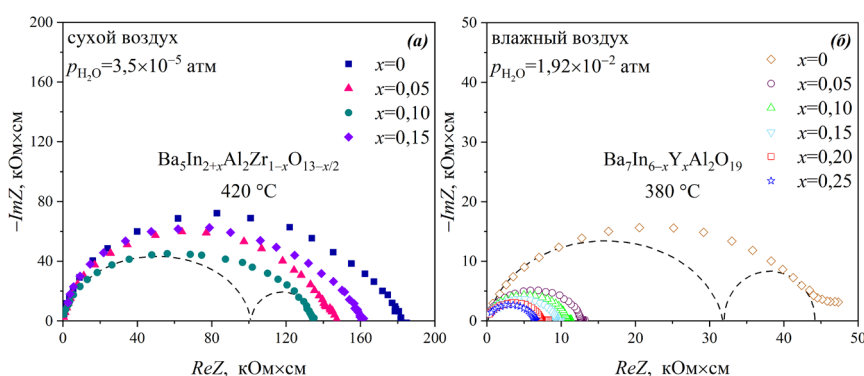 сухой воздух
(а)
p_H₂O=3,5×10⁻⁵ атм
x=0
x=0,05
x=0,10
x=0,15
Ba₅In₂₊ₓAl₂Zr₁₋ₓO₁₃₋ₓ/₂
420 °C
−ImZ, кОм×см
200
160
120
80
40
0
0 40 80 120 160 200
ReZ, кОм×см
влажный воздух
(б)
p_H₂O=1,92×10⁻² атм
x=0
x=0,05
x=0,10
x=0,15
x=0,20
x=0,25
Ba₇In₆₋ₓYₓAl₂O₁₉
380 °C
−ImZ, кОм×см
50
40
30
20
10
0
0 10 20 30 40 50
ReZ, кОм×см